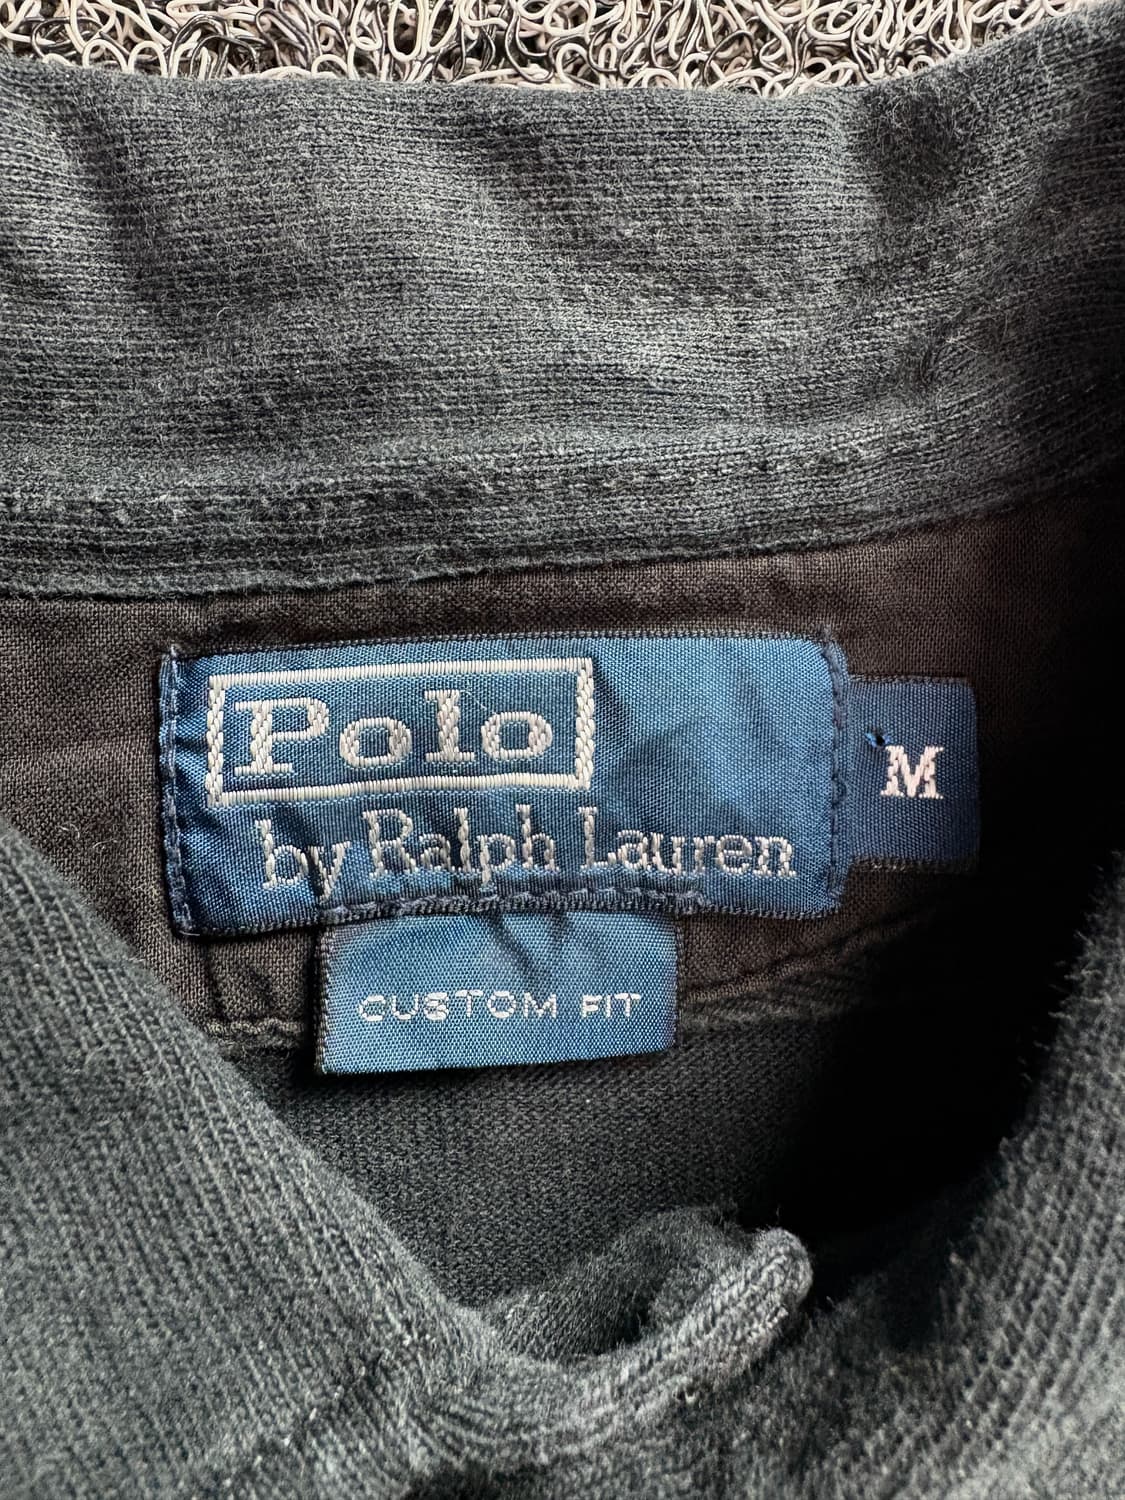 Polo
by Ralph Lauren
M
CUSTOM FIT